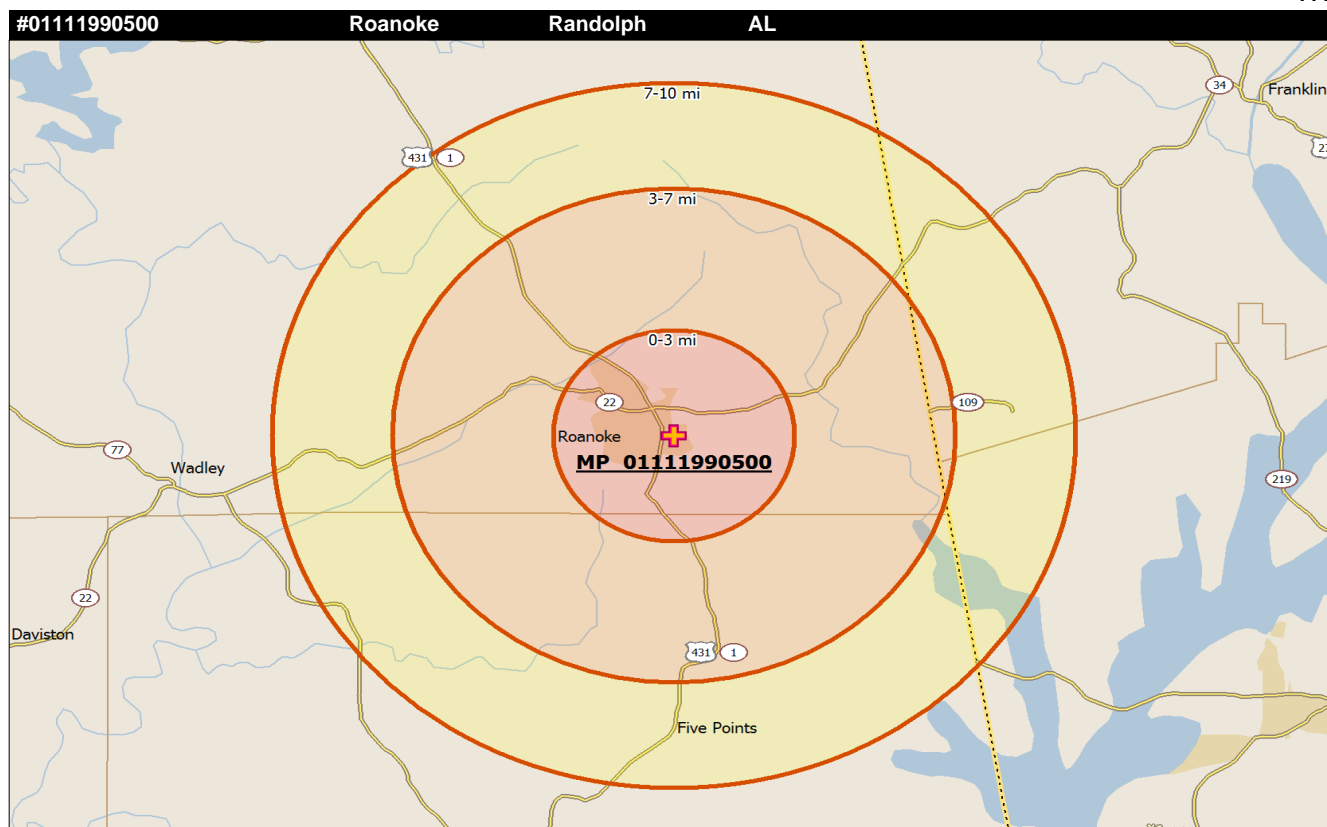 #01111990500 Roanoke Randolph AL
7-10 mi
34
Franklin
431 1
3-7 mi
0-3 mi
22
109
Roanoke
MP 01111990500
77
Wadley
219
22
Daviston
431 1
Five Points